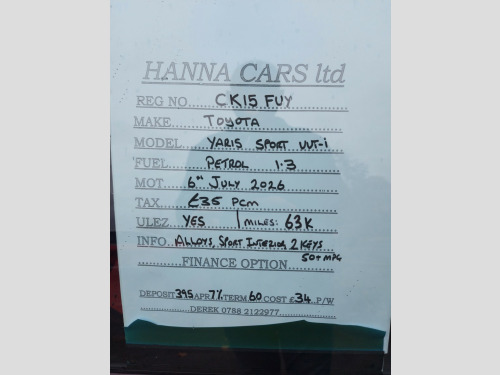 HANNA CARS ltd
REG NO. CK15 FUY
MAKE TOYOTA
MODEL YARIS SPORT VVT-i
FUEL PETROL 1.3
MOT 6TH JULY 2026
TAX £35 PCM
ULEZ YES | MILES: 63K
INFO ALLOYS, SPORT INTERIOR 2 KEYS
50+MPG
FINANCE OPTION
DEPOSIT 395 APR 7% TERM 60 COST £34 P/W
DEREK 0788 2122977